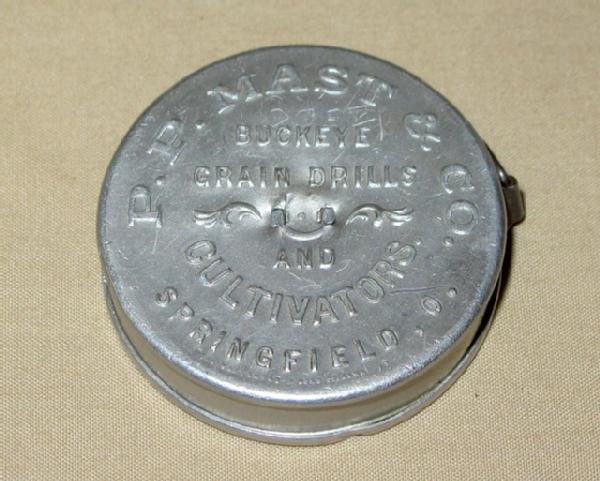 P. P. MAST & CO.
BUCKEYE
GRAIN DRILLS
AND
CULTIVATORS.
SPRINGFIELD, O.